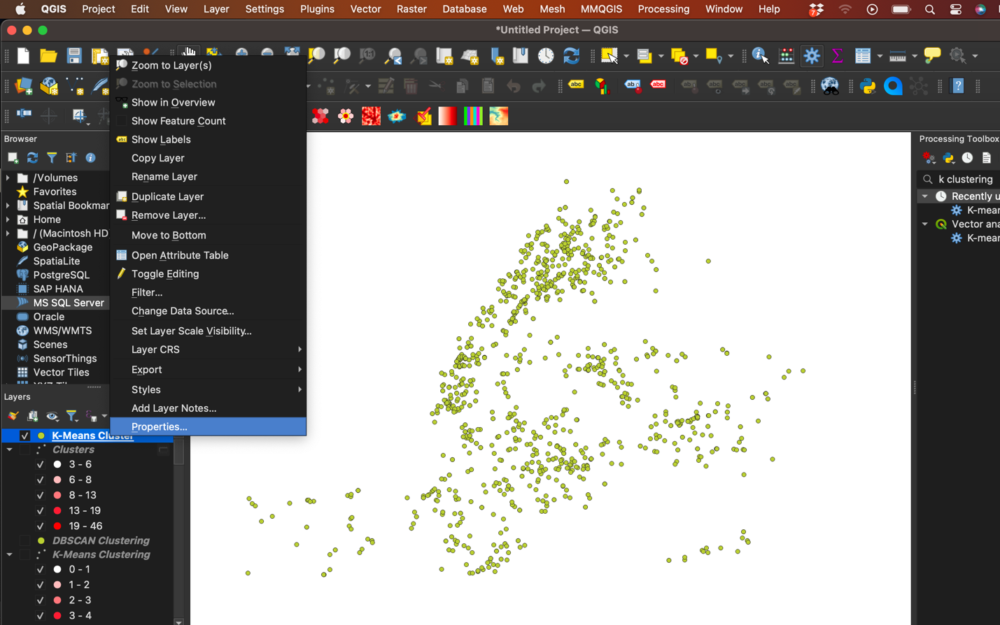 QGIS Project Edit View Layer Settings Plugins Vector Raster Database Web Mesh MMQGIS Processing Window Help
*Untitled Project — QGIS
Zoom to Layer(s)
Zoom to Selection
Show in Overview
Show Feature Count
Show Labels
Copy Layer
Rename Layer
Duplicate Layer
Remove Layer...
Move to Bottom
Open Attribute Table
Toggle Editing
Filter...
Change Data Source...
Set Layer Scale Visibility...
Layer CRS
Export
Styles
Add Layer Notes...
Properties...
Browser
/Volumes
Favorites
Spatial Bookmar
Home
/ (Macintosh HD
GeoPackage
SpatiaLite
PostgreSQL
SAP HANA
MS SQL Server
Oracle
WMS/WMTS
Scenes
SensorThings
Vector Tiles
Layers
K-Means Cluster
Clusters
3 - 6
6 - 8
8 - 13
13 - 19
19 - 46
DBSCAN Clustering
K-Means Clustering
0 - 1
1 - 2
2 - 3
3 - 4
Processing Toolbox
k clustering
Recently u
K-mear
Vector ana
K-mear